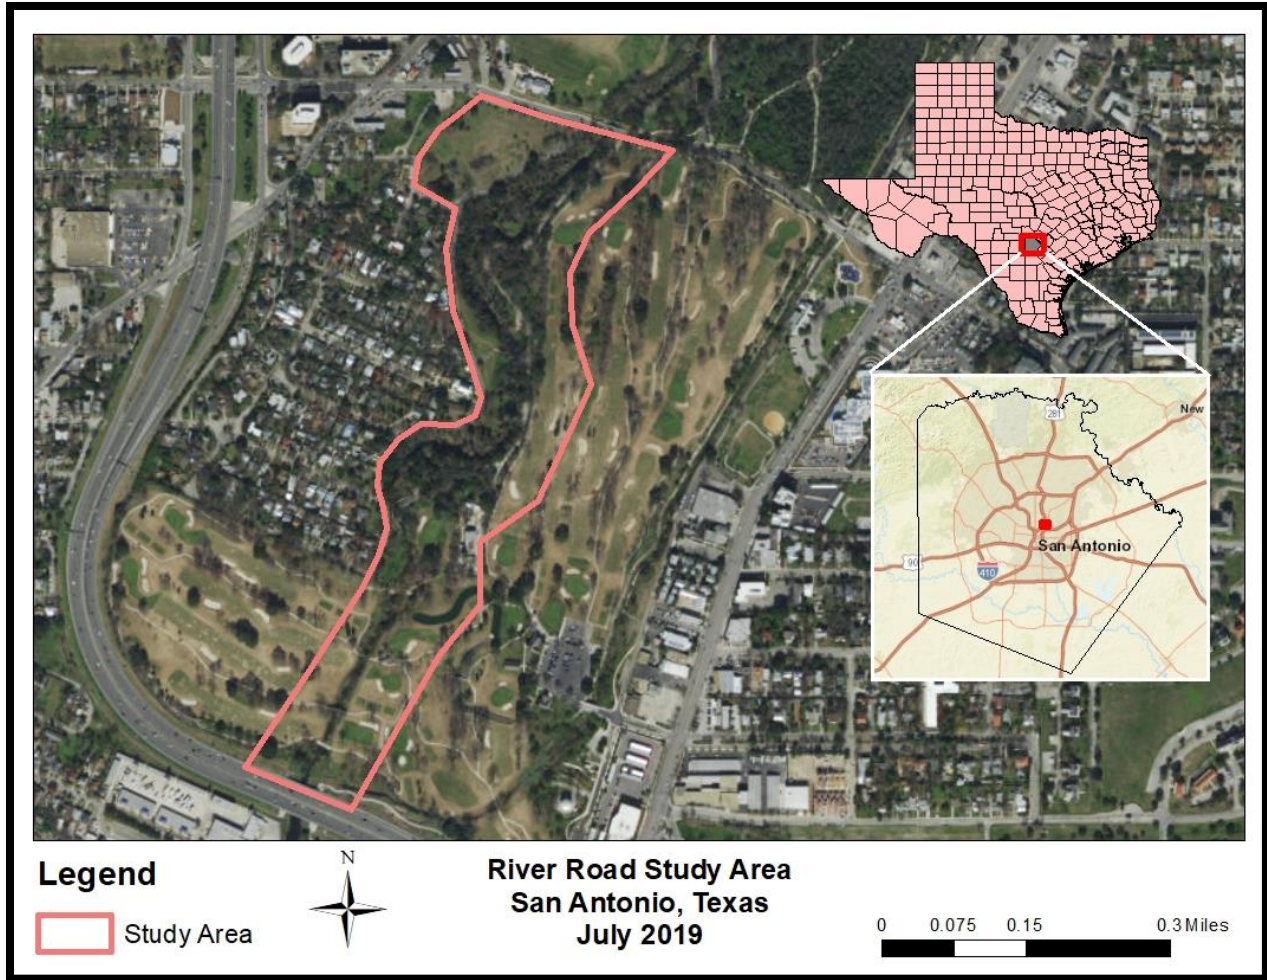 281
New
San Antonio
90
410
Legend
Study Area
N
River Road Study Area
San Antonio, Texas
July 2019
0 0.075 0.15 0.3 Miles